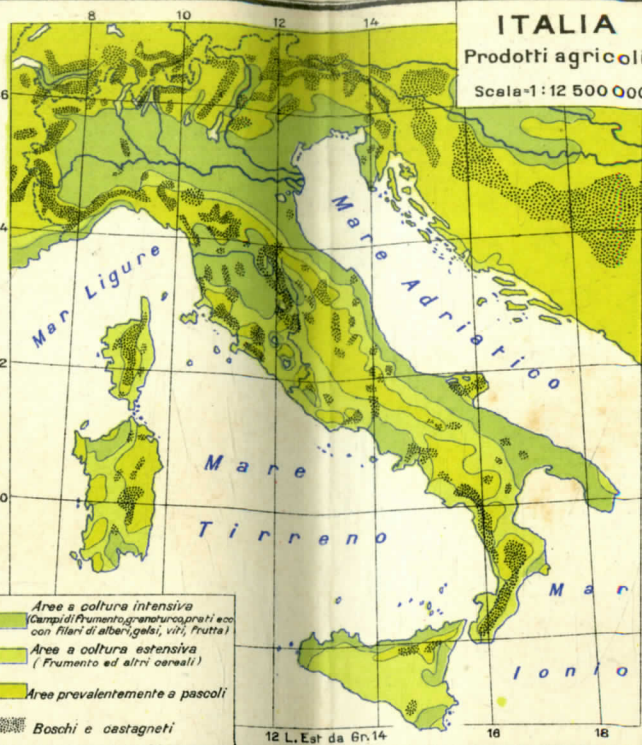 8
10
12
14
ITALIA
Prodotti agricoli
Scala=1:12 500 000
6
4
2
0
Mar Ligure
Mare Adriatico
Mare
Tirreno
Mar
Ionio
Aree a coltura intensiva
(Campi di frumento, granoturco, prati ecc.
con filari di alberi, gelsi, viti, frutta)
Aree a coltura estensiva
(Frumento ed altri cereali)
Aree prevalentemente a pascoli
Boschi e castagneti
12 L. Est da Gr. 14
16
18